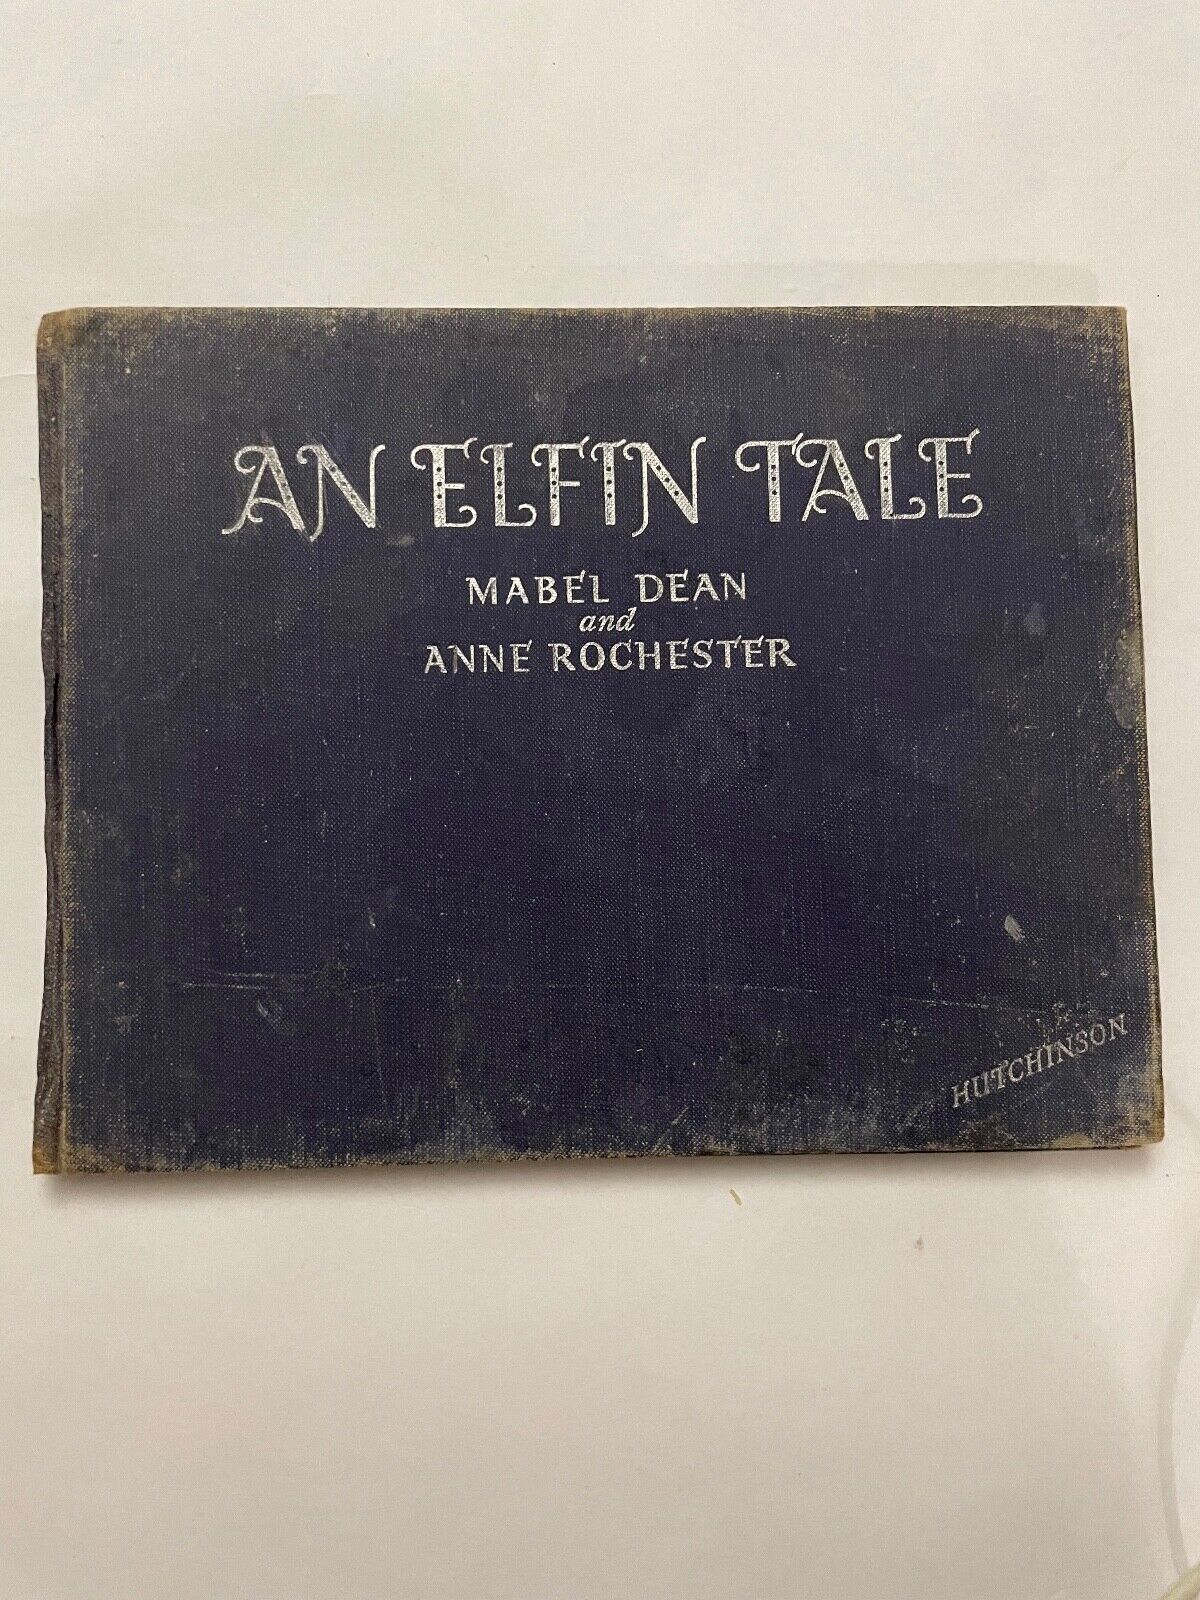 AN ELFIN TALE
MABEL DEAN
and
ANNE ROCHESTER
HUTCHINSON